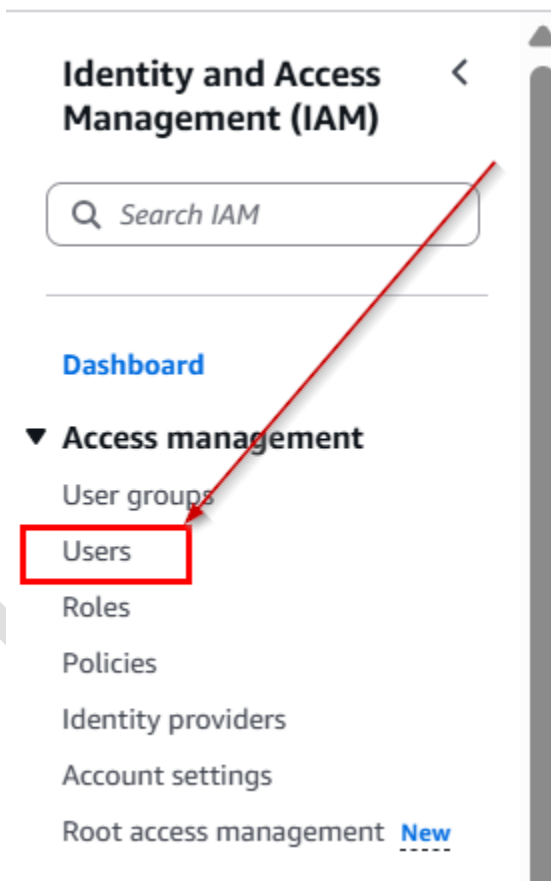 Identity and Access
Management (IAM)
Search IAM
Dashboard
Access management
User groups
Users
Roles
Policies
Identity providers
Account settings
Root access management New